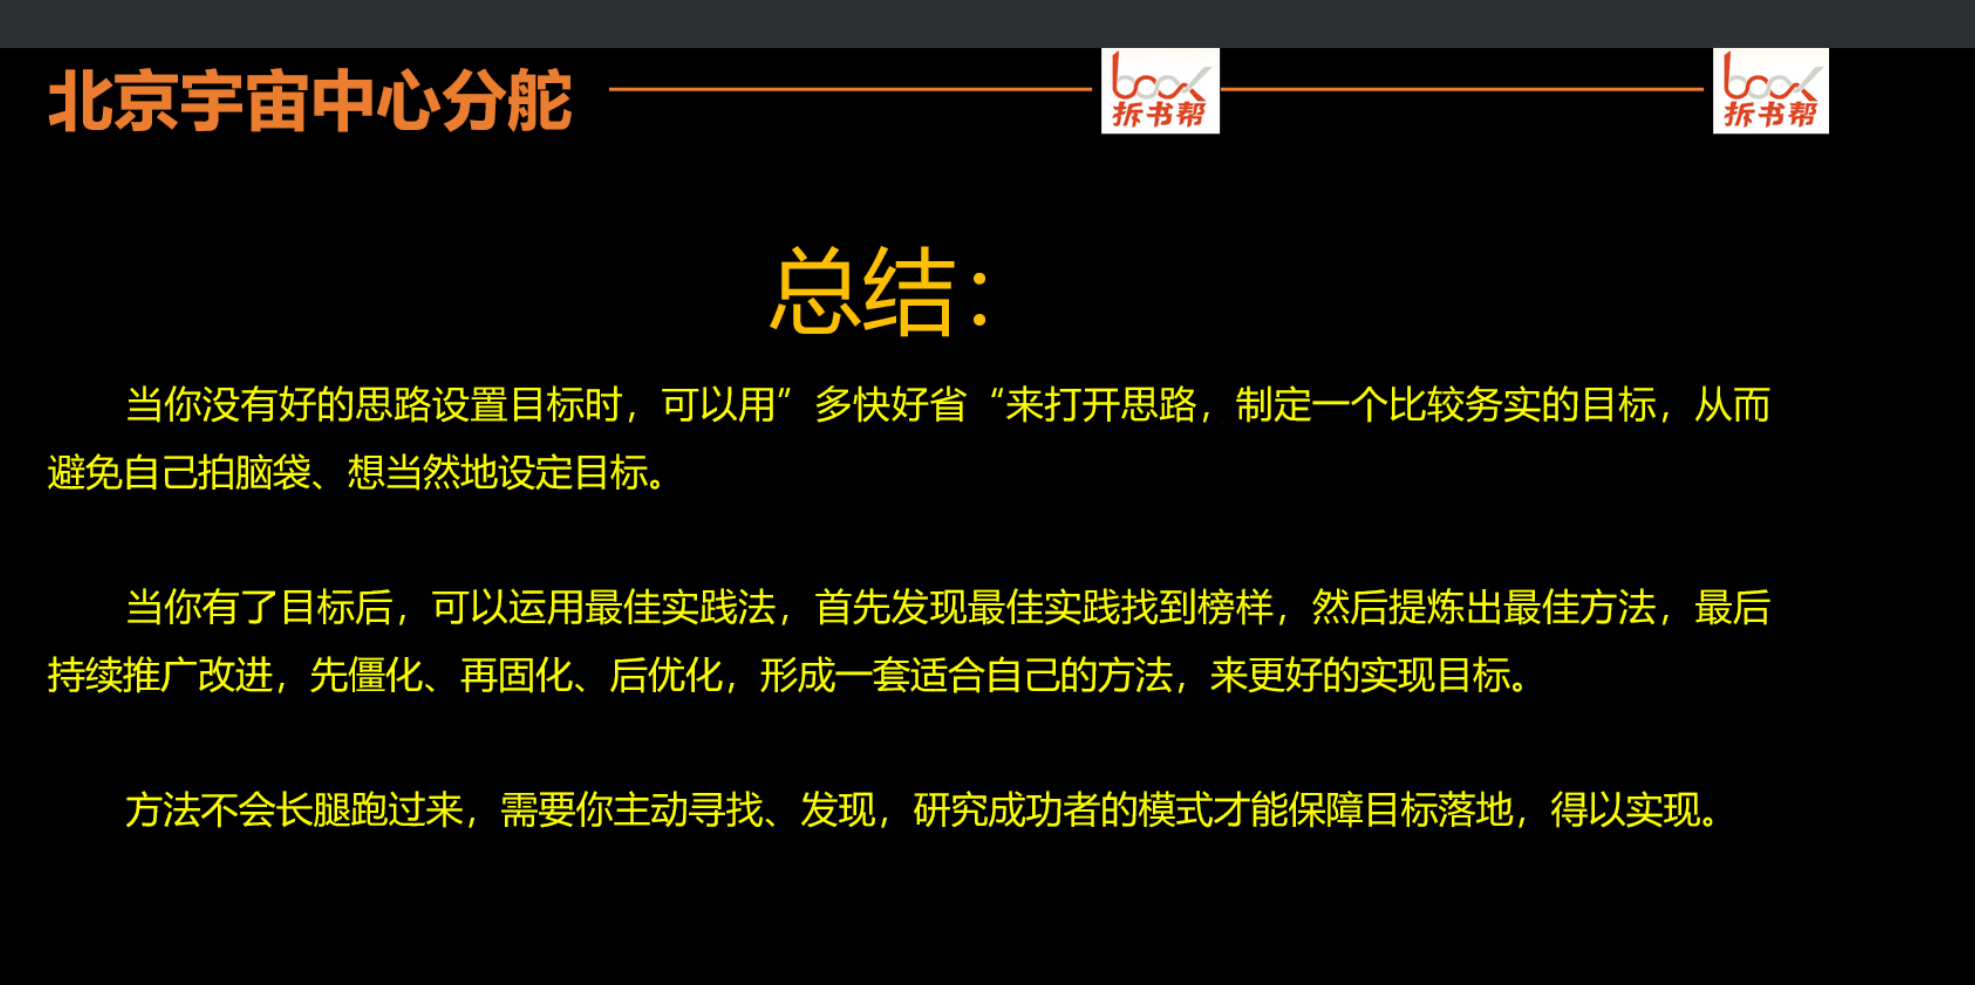 北京宇宙中心分舵
book
拆书帮
book
拆书帮
总结：
当你没有好的思路设置目标时，可以用”多快好省“来打开思路，制定一个比较务实的目标，从而
避免自己拍脑袋、想当然地设定目标。
当你有了目标后，可以运用最佳实践法，首先发现最佳实践找到榜样，然后提炼出最佳方法，最后
持续推广改进，先僵化、再固化、后优化，形成一套适合自己的方法，来更好的实现目标。
方法不会长腿跑过来，需要你主动寻找、发现，研究成功者的模式才能保障目标落地，得以实现。